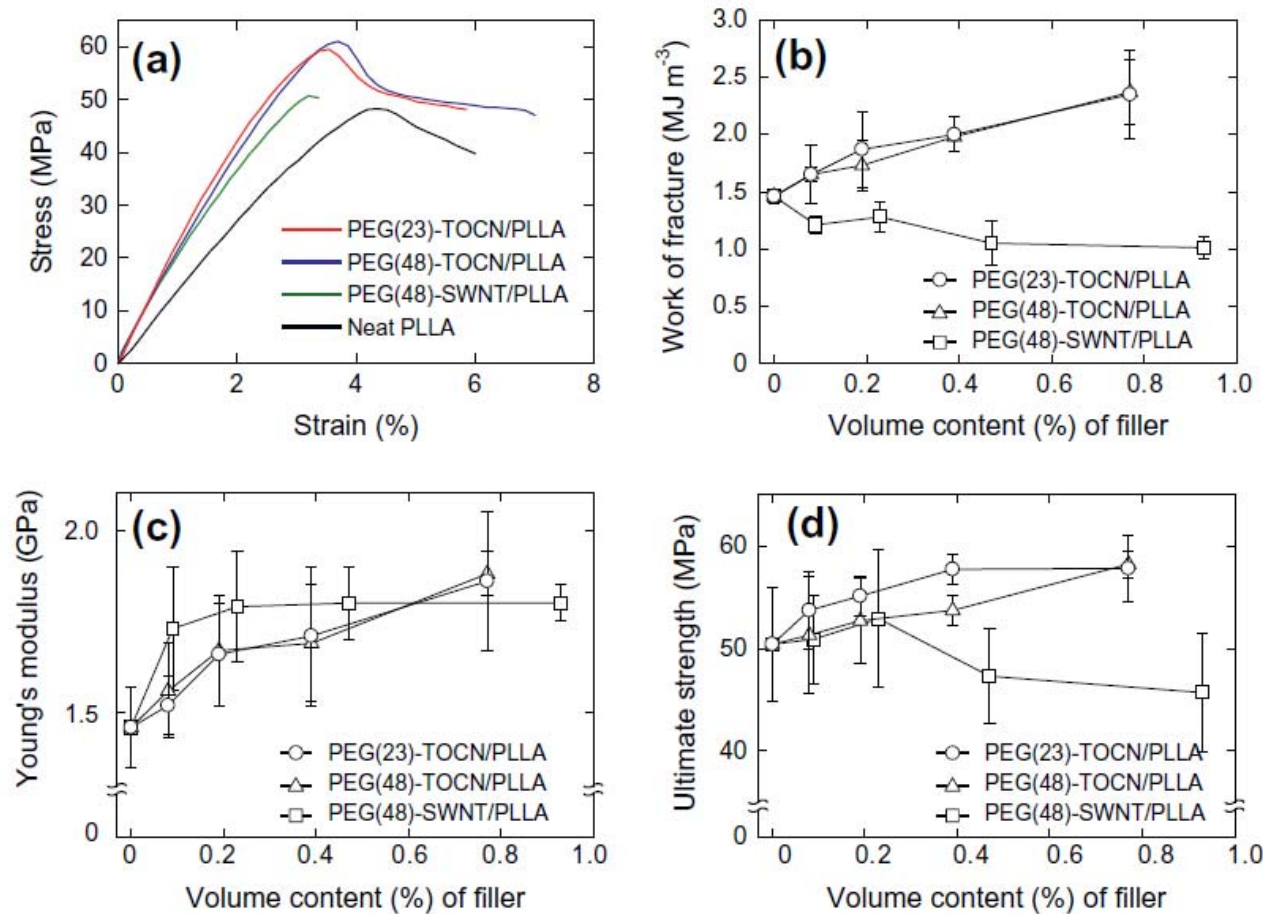 (a)
Stress (MPa)
60
50
40
30
20
10
0
PEG(23)-TOCN/PLLA
PEG(48)-TOCN/PLLA
PEG(48)-SWNT/PLLA
Neat PLLA
0 2 4 6 8
Strain (%)
(b)
Work of fracture (MJ m⁻³)
3.0
2.5
2.0
1.5
1.0
0.5
0
PEG(23)-TOCN/PLLA
PEG(48)-TOCN/PLLA
PEG(48)-SWNT/PLLA
0 0.2 0.4 0.6 0.8 1.0
Volume content (%) of filler
(c)
Young's modulus (GPa)
2.0
1.5
0
PEG(23)-TOCN/PLLA
PEG(48)-TOCN/PLLA
PEG(48)-SWNT/PLLA
0 0.2 0.4 0.6 0.8 1.0
Volume content (%) of filler
(d)
Ultimate strength (MPa)
60
50
40
0
PEG(23)-TOCN/PLLA
PEG(48)-TOCN/PLLA
PEG(48)-SWNT/PLLA
0 0.2 0.4 0.6 0.8 1.0
Volume content (%) of filler